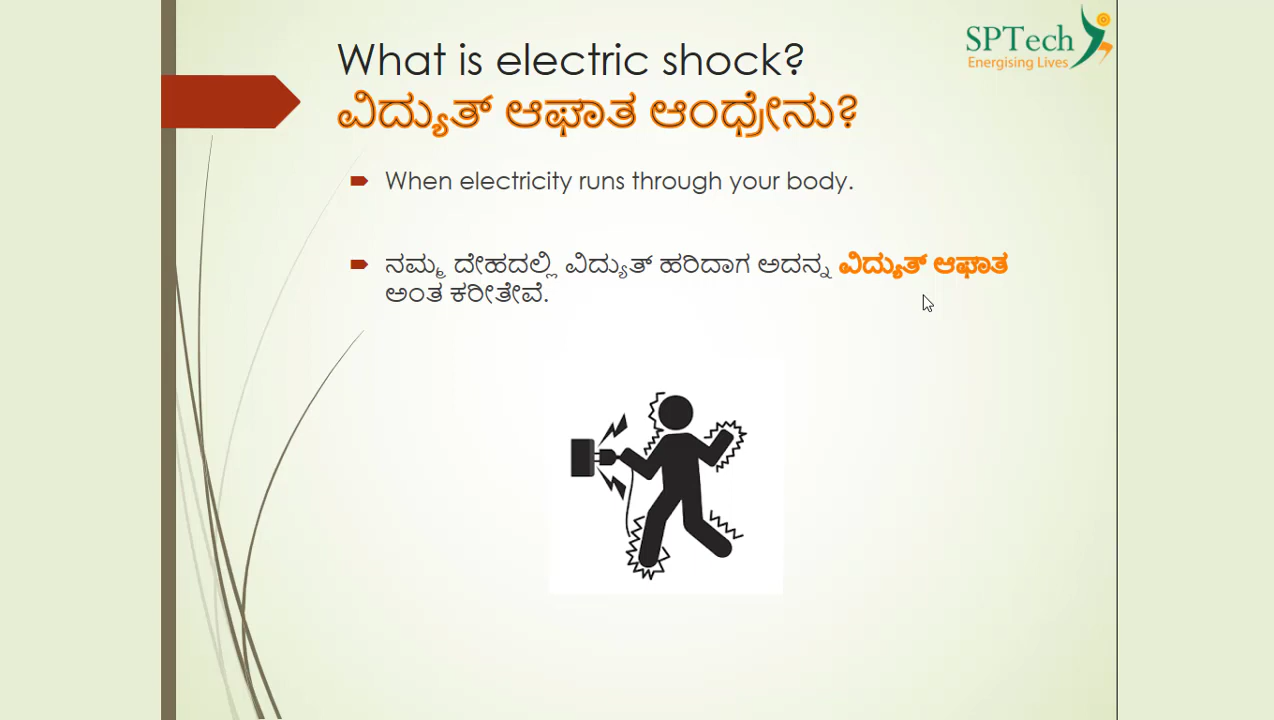 SPTech
Energising Lives
What is electric shock?
ವಿದ್ಯುತ್ ಆಘಾತ ಆಂಧ್ರೇನು?
When electricity runs through your body.
ನಮ್ಮ ದೇಹದಲ್ಲಿ ವಿದ್ಯುತ್ ಹರಿದಾಗ ಅದನ್ನ ವಿದ್ಯುತ್ ಆಘಾತ
ಅಂತ ಕರೀತೇವೆ.